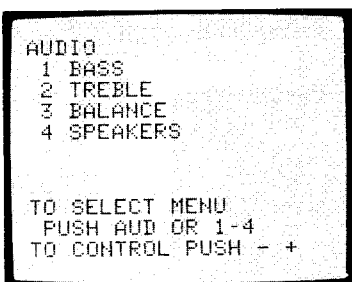 AUDIO
1 BASS
2 TREBLE
3 BALANCE
4 SPEAKERS
TO SELECT MENU
PUSH AUD OR 1-4
TO CONTROL PUSH - +